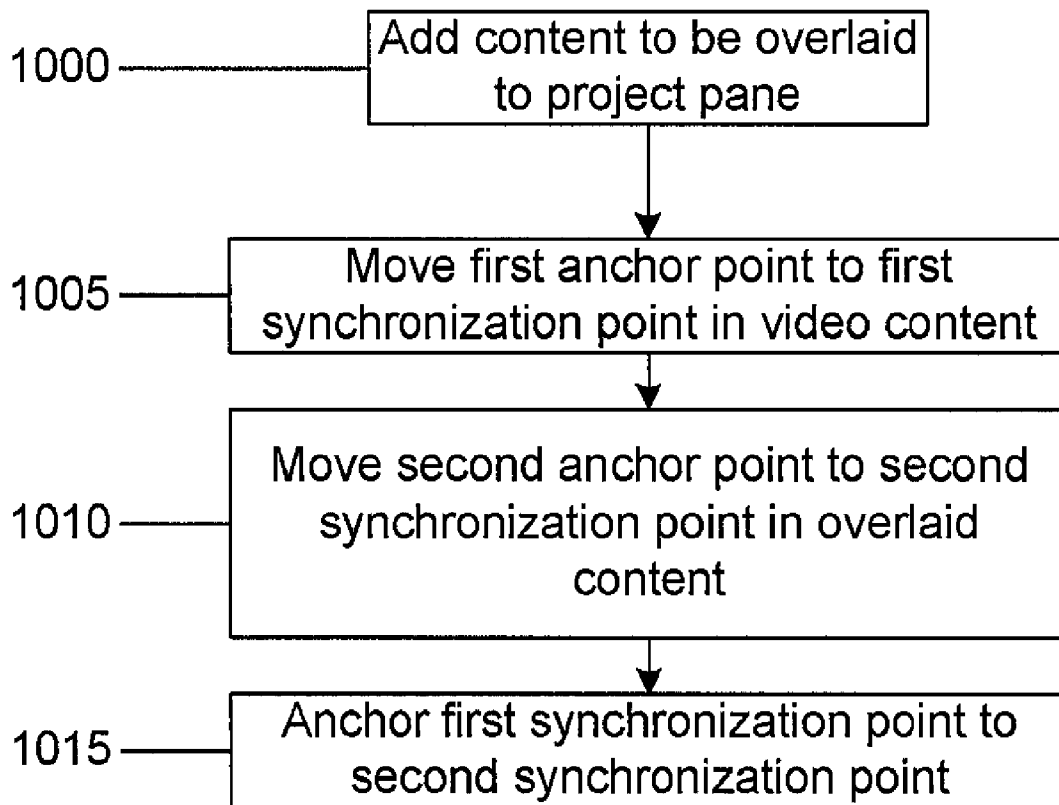 1000
Add content to be overlaid
to project pane
1005
Move first anchor point to first
synchronization point in video content
1010
Move second anchor point to second
synchronization point in overlaid
content
1015
Anchor first synchronization point to
second synchronization point